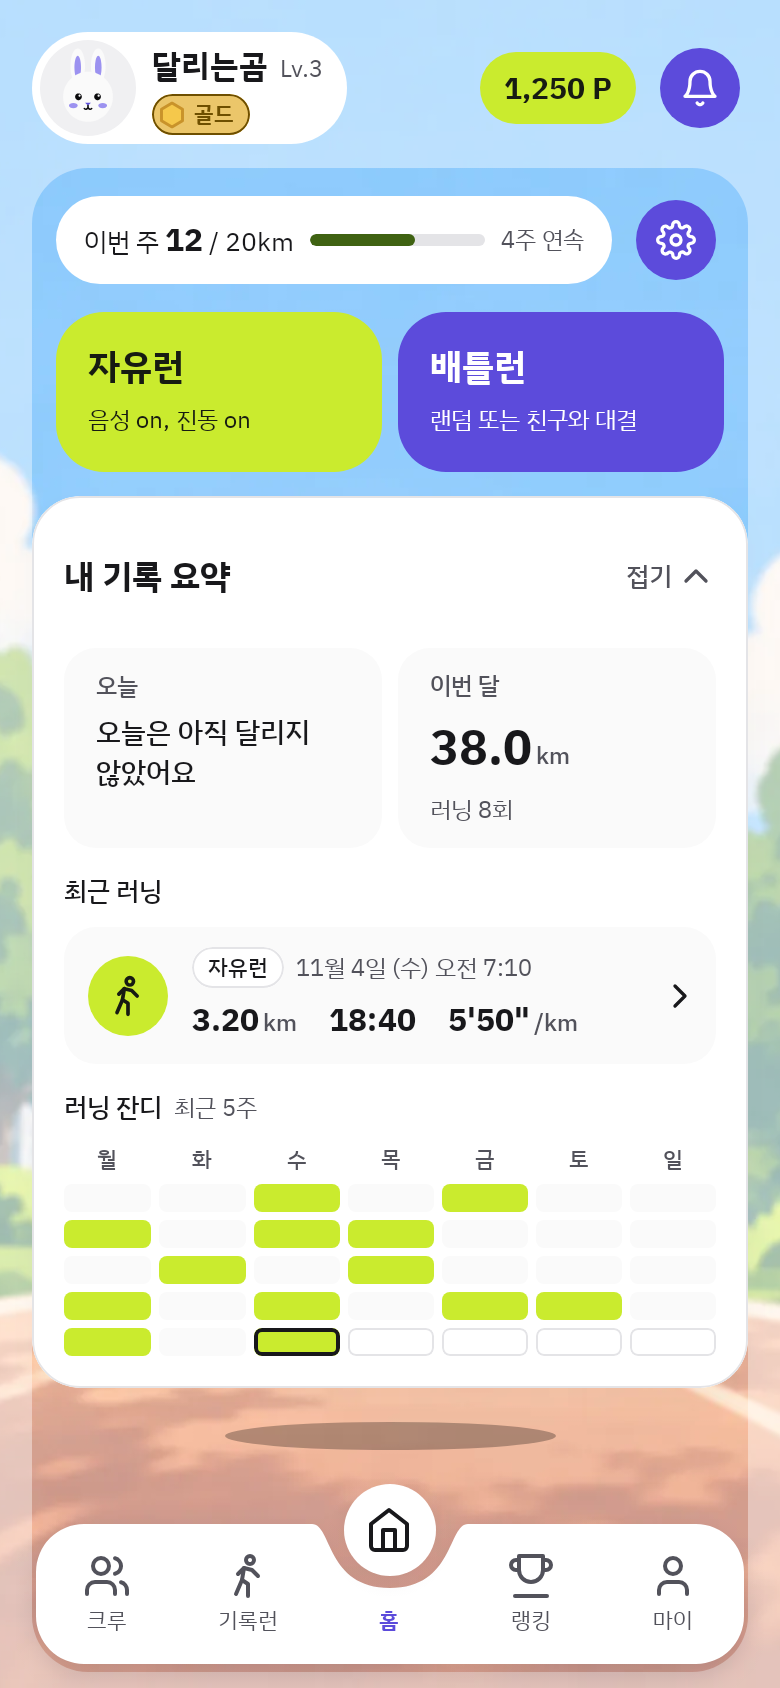 달리는곰 Lv.3
골드
1,250 P
이번 주 12 / 20km
4주 연속
자유런
음성 on, 진동 on
배틀런
랜덤 또는 친구와 대결
내 기록 요약
접기
오늘
오늘은 아직 달리지
않았어요
이번 달
38.0 km
러닝 8회
최근 러닝
자유런 11월 4일 (수) 오전 7:10
3.20 km 18:40 5'50" /km
러닝 잔디 최근 5주
월 화 수 목 금 토 일
크루 기록런 홈 랭킹 마이